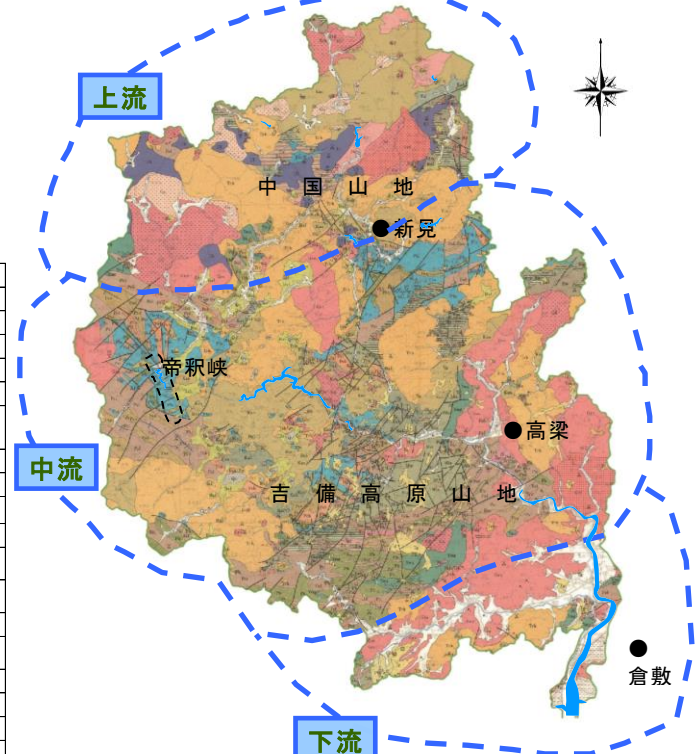 上流
中国山地
新見
帝釈峡
中流
高梁
吉備高原山地
倉敷
下流